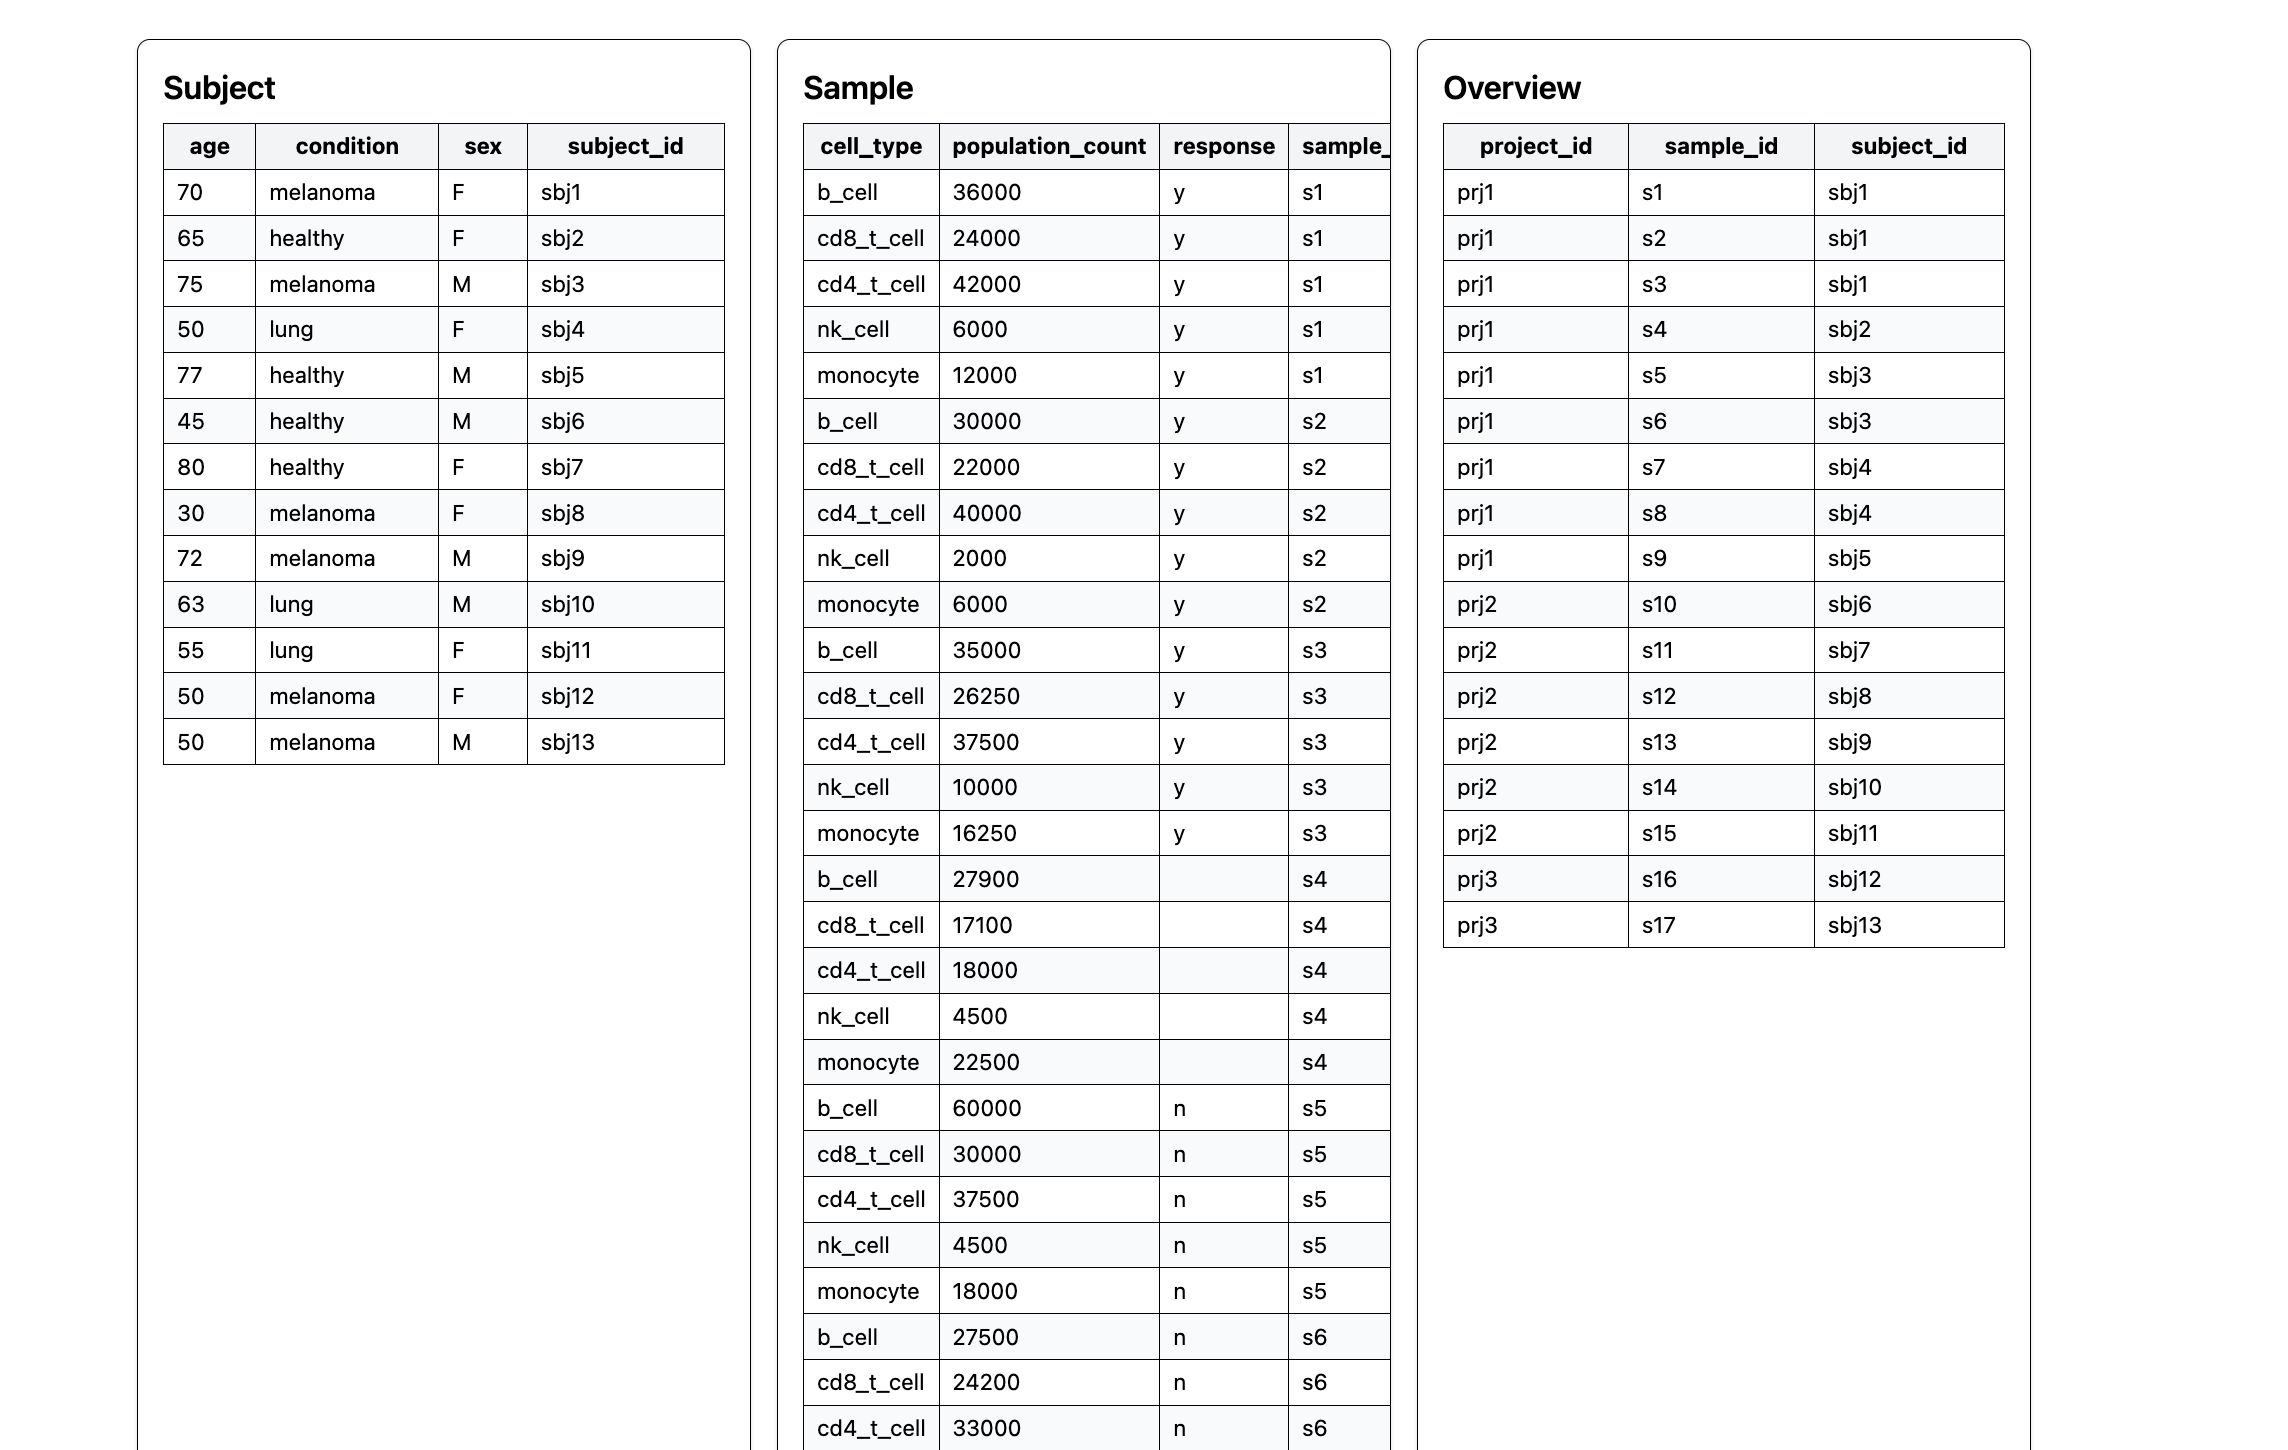 Subject
age condition sex subject_id
70 melanoma F sbj1
65 healthy F sbj2
75 melanoma M sbj3
50 lung F sbj4
77 healthy M sbj5
45 healthy M sbj6
80 healthy F sbj7
30 melanoma F sbj8
72 melanoma M sbj9
63 lung M sbj10
55 lung F sbj11
50 melanoma F sbj12
50 melanoma M sbj13
Sample
cell_type population_count response sample_
b_cell 36000 y s1
cd8_t_cell 24000 y s1
cd4_t_cell 42000 y s1
nk_cell 6000 y s1
monocyte 12000 y s1
b_cell 30000 y s2
cd8_t_cell 22000 y s2
cd4_t_cell 40000 y s2
nk_cell 2000 y s2
monocyte 6000 y s2
b_cell 35000 y s3
cd8_t_cell 26250 y s3
cd4_t_cell 37500 y s3
nk_cell 10000 y s3
monocyte 16250 y s3
b_cell 27900 s4
cd8_t_cell 17100 s4
cd4_t_cell 18000 s4
nk_cell 4500 s4
monocyte 22500 s4
b_cell 60000 n s5
cd8_t_cell 30000 n s5
cd4_t_cell 37500 n s5
nk_cell 4500 n s5
monocyte 18000 n s5
b_cell 27500 n s6
cd8_t_cell 24200 n s6
cd4_t_cell 33000 n s6
Overview
project_id sample_id subject_id
prj1 s1 sbj1
prj1 s2 sbj1
prj1 s3 sbj1
prj1 s4 sbj2
prj1 s5 sbj3
prj1 s6 sbj3
prj1 s7 sbj4
prj1 s8 sbj4
prj1 s9 sbj5
prj2 s10 sbj6
prj2 s11 sbj7
prj2 s12 sbj8
prj2 s13 sbj9
prj2 s14 sbj10
prj2 s15 sbj11
prj3 s16 sbj12
prj3 s17 sbj13